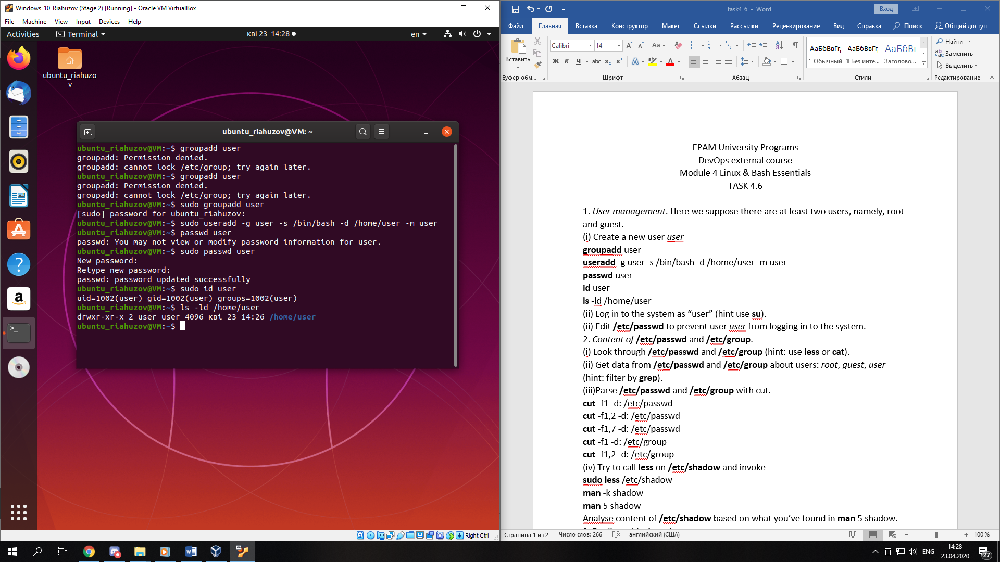 Windows_10_Riahuzov (Stage 2) [Running] - Oracle VM VirtualBox
File Machine View Input Devices Help
Activities Terminal кві 23 14:28 en
ubuntu_riahuzo
v
ubuntu_riahuzov@VM: ~
ubuntu_riahuzov@VM:~$ groupadd user
groupadd: Permission denied.
groupadd: cannot lock /etc/group; try again later.
ubuntu_riahuzov@VM:~$ groupadd user
groupadd: Permission denied.
groupadd: cannot lock /etc/group; try again later.
ubuntu_riahuzov@VM:~$ sudo groupadd user
[sudo] password for ubuntu_riahuzov:
ubuntu_riahuzov@VM:~$ sudo useradd -g user -s /bin/bash -d /home/user -m user
ubuntu_riahuzov@VM:~$ passwd user
passwd: You may not view or modify password information for user.
ubuntu_riahuzov@VM:~$ sudo passwd user
New password:
Retype new password:
passwd: password updated successfully
ubuntu_riahuzov@VM:~$ sudo id user
uid=1002(user) gid=1002(user) groups=1002(user)
ubuntu_riahuzov@VM:~$ ls -ld /home/user
drwxr-xr-x 2 user user 4096 кві 23 14:26 /home/user
ubuntu_riahuzov@VM:~$
Right Ctrl
task4_6 - Word
Вход
Файл Главная Вставка Конструктор Макет Ссылки Рассылки Рецензирование Вид Справка Поиск Общий доступ
Вставить
Calibri 14
Aa
Ж К Ч abc x₂ x²
АаБбВвГг, АаБбВвГг, АаБбВв
¶ Обычный ¶ Без инте... Заголово...
Найти
Заменить
Выделить
Буфер обм... Шрифт Абзац Стили Редактирование
EPAM University Programs
DevOps external course
Module 4 Linux & Bash Essentials
TASK 4.6
1. User management. Here we suppose there are at least two users, namely, root
and guest.
(i) Create a new user user
groupadd user
useradd -g user -s /bin/bash -d /home/user -m user
passwd user
id user
ls -ld /home/user
(ii) Log in to the system as “user” (hint use su).
(ii) Edit /etc/passwd to prevent user user from logging in to the system.
2. Content of /etc/passwd and /etc/group.
(i) Look through /etc/passwd and /etc/group (hint: use less or cat).
(ii) Get data from /etc/passwd and /etc/group about users: root, guest, user
(hint: filter by grep).
(iii)Parse /etc/passwd and /etc/group with cut.
cut -f1 -d: /etc/passwd
cut -f1,2 -d: /etc/passwd
cut -f1,7 -d: /etc/passwd
cut -f1 -d: /etc/group
cut -f1,2 -d: /etc/group
(iv) Try to call less on /etc/shadow and invoke
sudo less /etc/shadow
man -k shadow
man 5 shadow
Analyse content of /etc/shadow based on what you’ve found in man 5 shadow.
Страница 1 из 2 Число слов: 266 английский (США) 100 %
ENG 14:28
23.04.2020
27